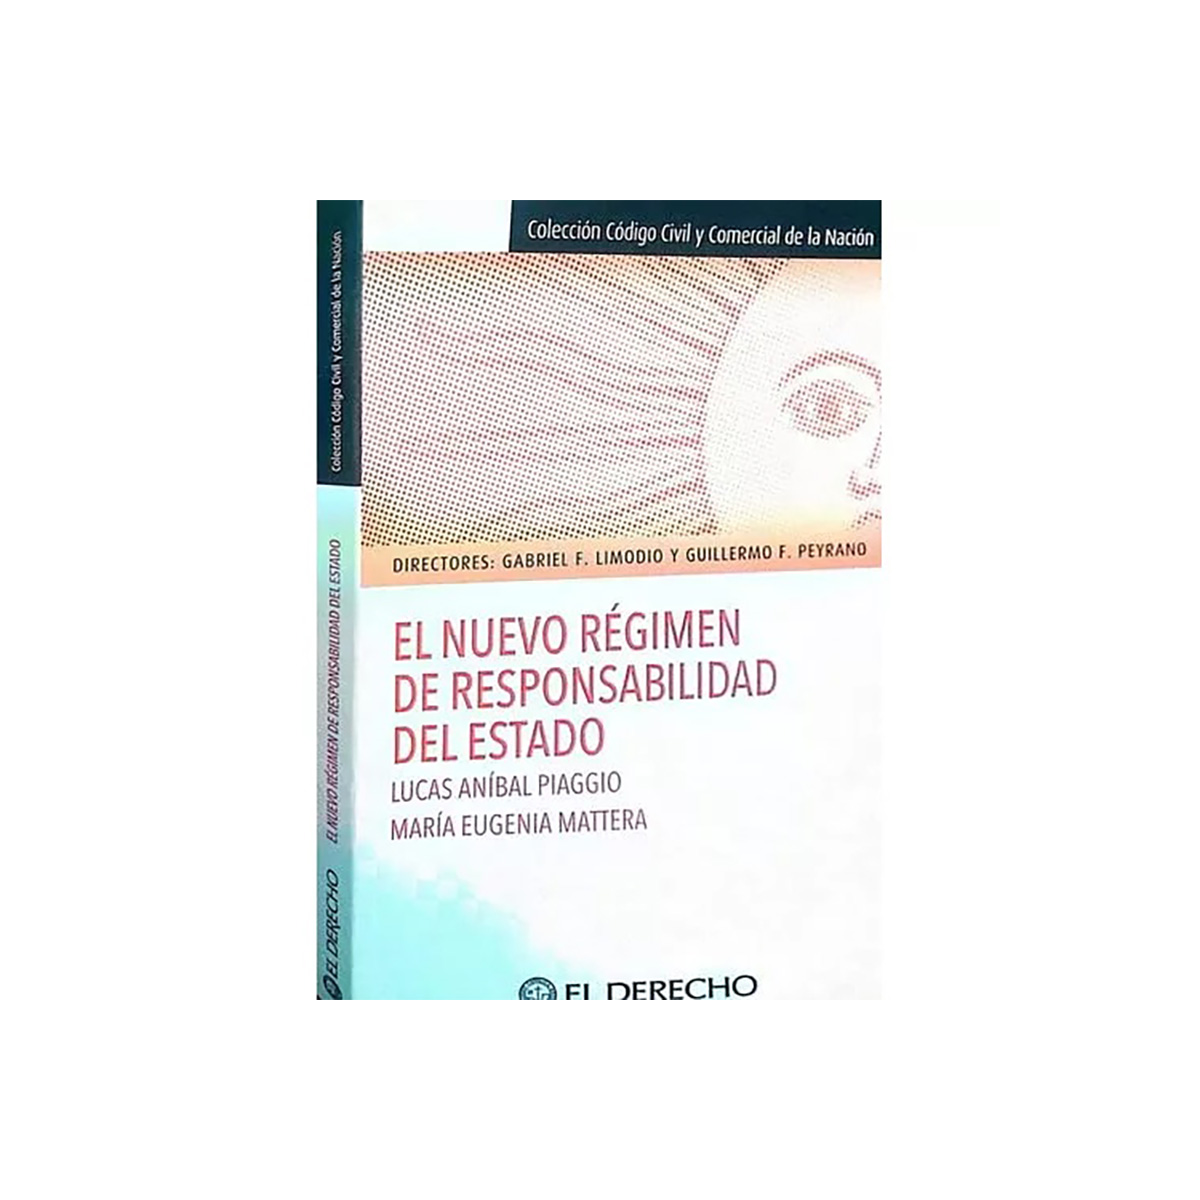 Colección Código Civil y Comercial de la Nación
DIRECTORES: GABRIEL F. LIMODIO Y GUILLERMO F. PEYRANO
EL NUEVO RÉGIMEN
DE RESPONSABILIDAD
DEL ESTADO
LUCAS ANÍBAL PIAGGIO
MARÍA EUGENIA MATTERA
EL DERECHO
Colección Código Civil y Comercial de la Nación
EL NUEVO RÉGIMEN DE RESPONSABILIDAD DEL ESTADO
EL DERECHO